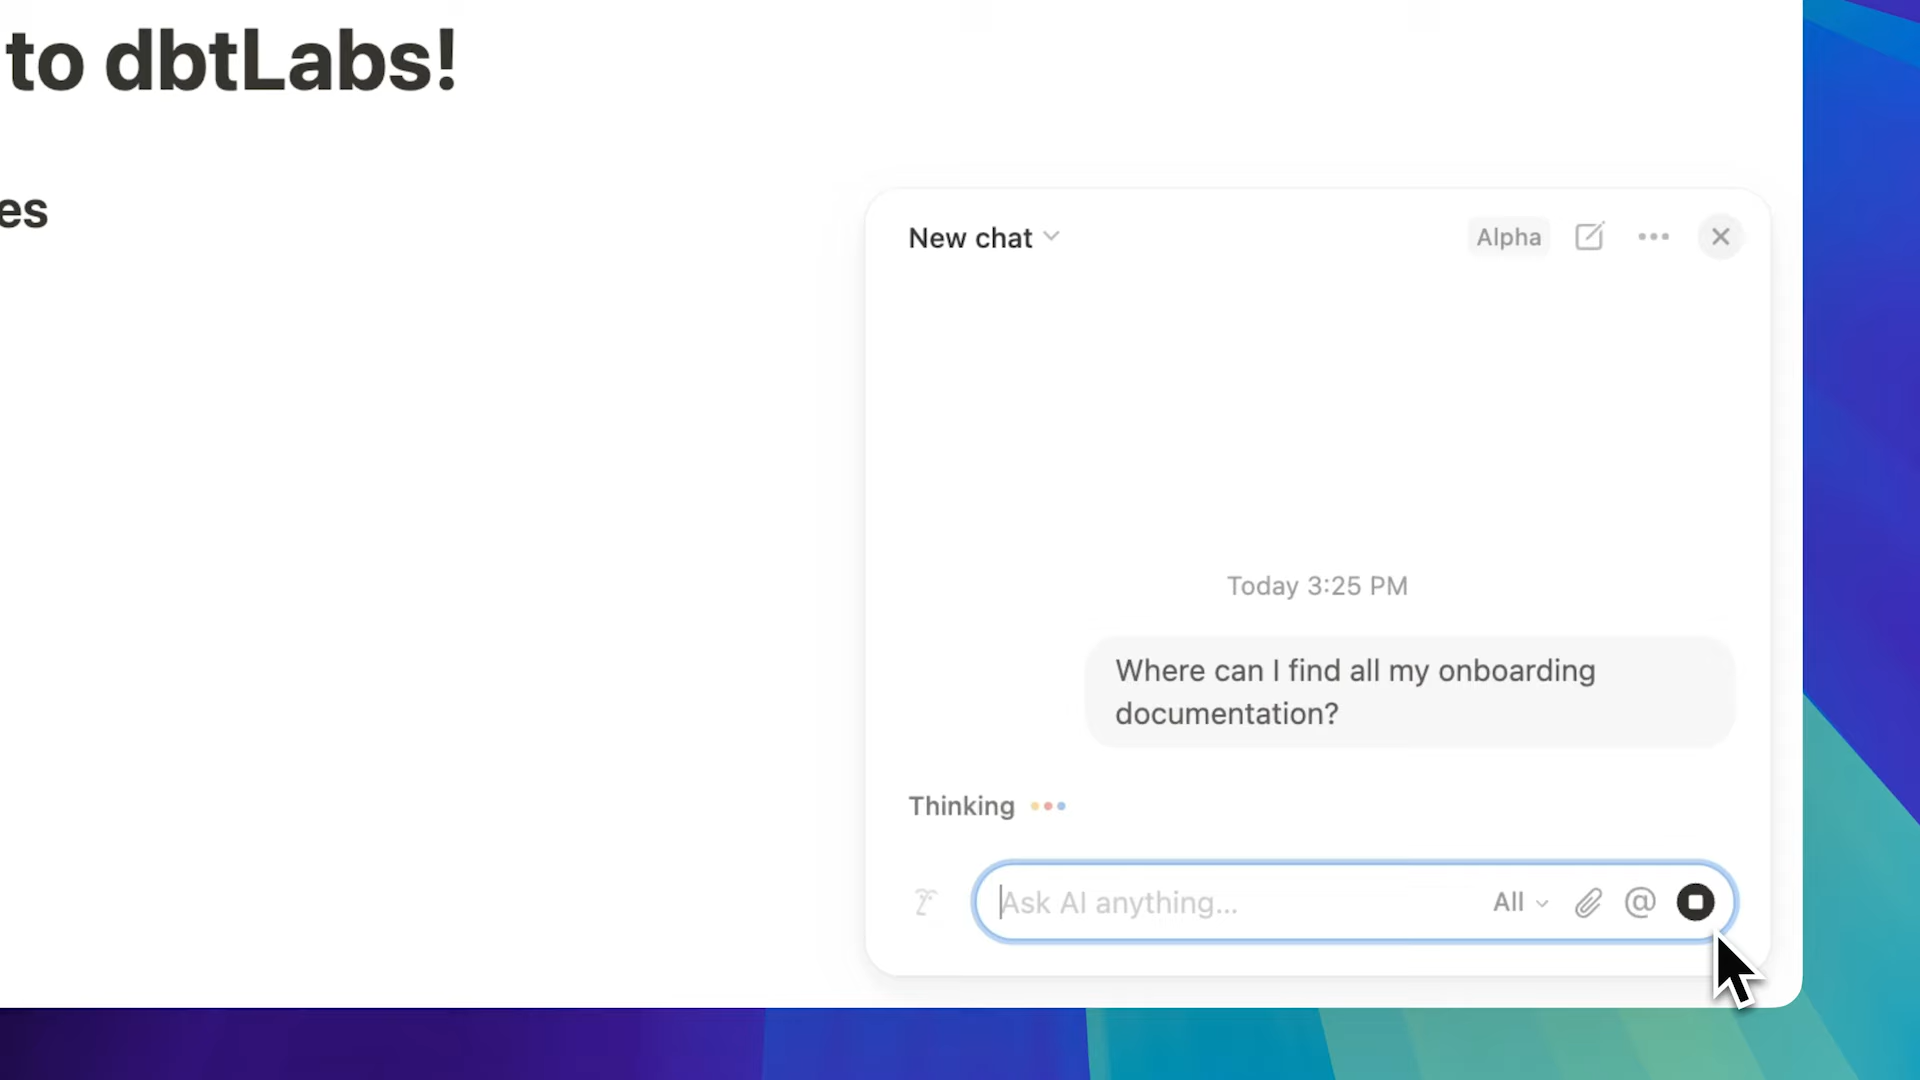 to dbtLabs!
es
New chat
Alpha
Today 3:25 PM
Where can I find all my onboarding
documentation?
Thinking
Ask AI anything...
All